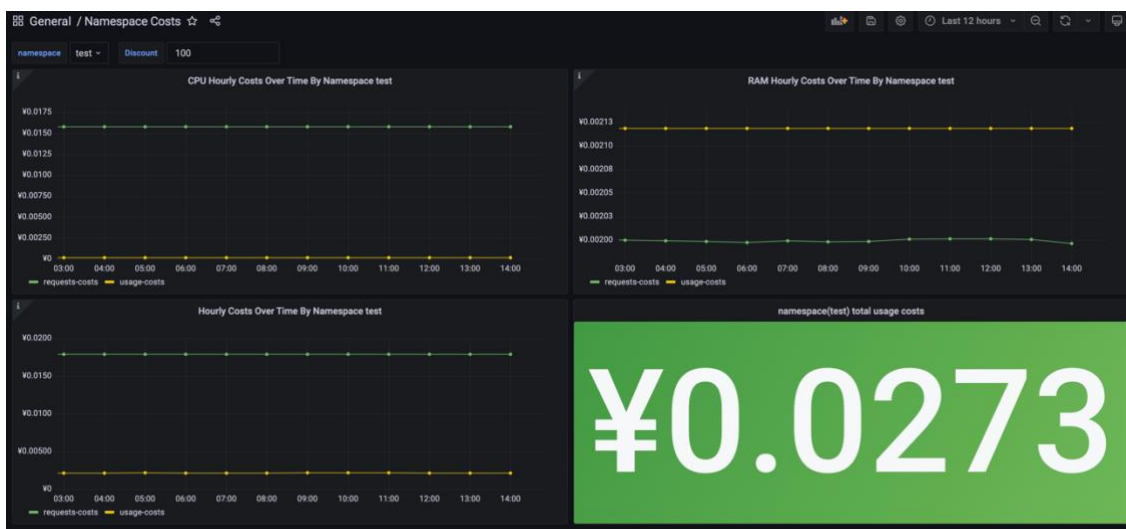 General / Namespace Costs
Last 12 hours
namespace test Discount 100
CPU Hourly Costs Over Time By Namespace test
¥0.0175
¥0.0150
¥0.0125
¥0.0100
¥0.00750
¥0.00500
¥0.00250
¥0
03:00 04:00 05:00 06:00 07:00 08:00 09:00 10:00 11:00 12:00 13:00 14:00
requests-costs usage-costs
RAM Hourly Costs Over Time By Namespace test
¥0.00213
¥0.00210
¥0.00208
¥0.00205
¥0.00203
¥0.00200
03:00 04:00 05:00 06:00 07:00 08:00 09:00 10:00 11:00 12:00 13:00 14:00
requests-costs usage-costs
Hourly Costs Over Time By Namespace test
¥0.0200
¥0.0150
¥0.0100
¥0.00500
¥0
03:00 04:00 05:00 06:00 07:00 08:00 09:00 10:00 11:00 12:00 13:00 14:00
requests-costs usage-costs
namespace(test) total usage costs
¥0.0273